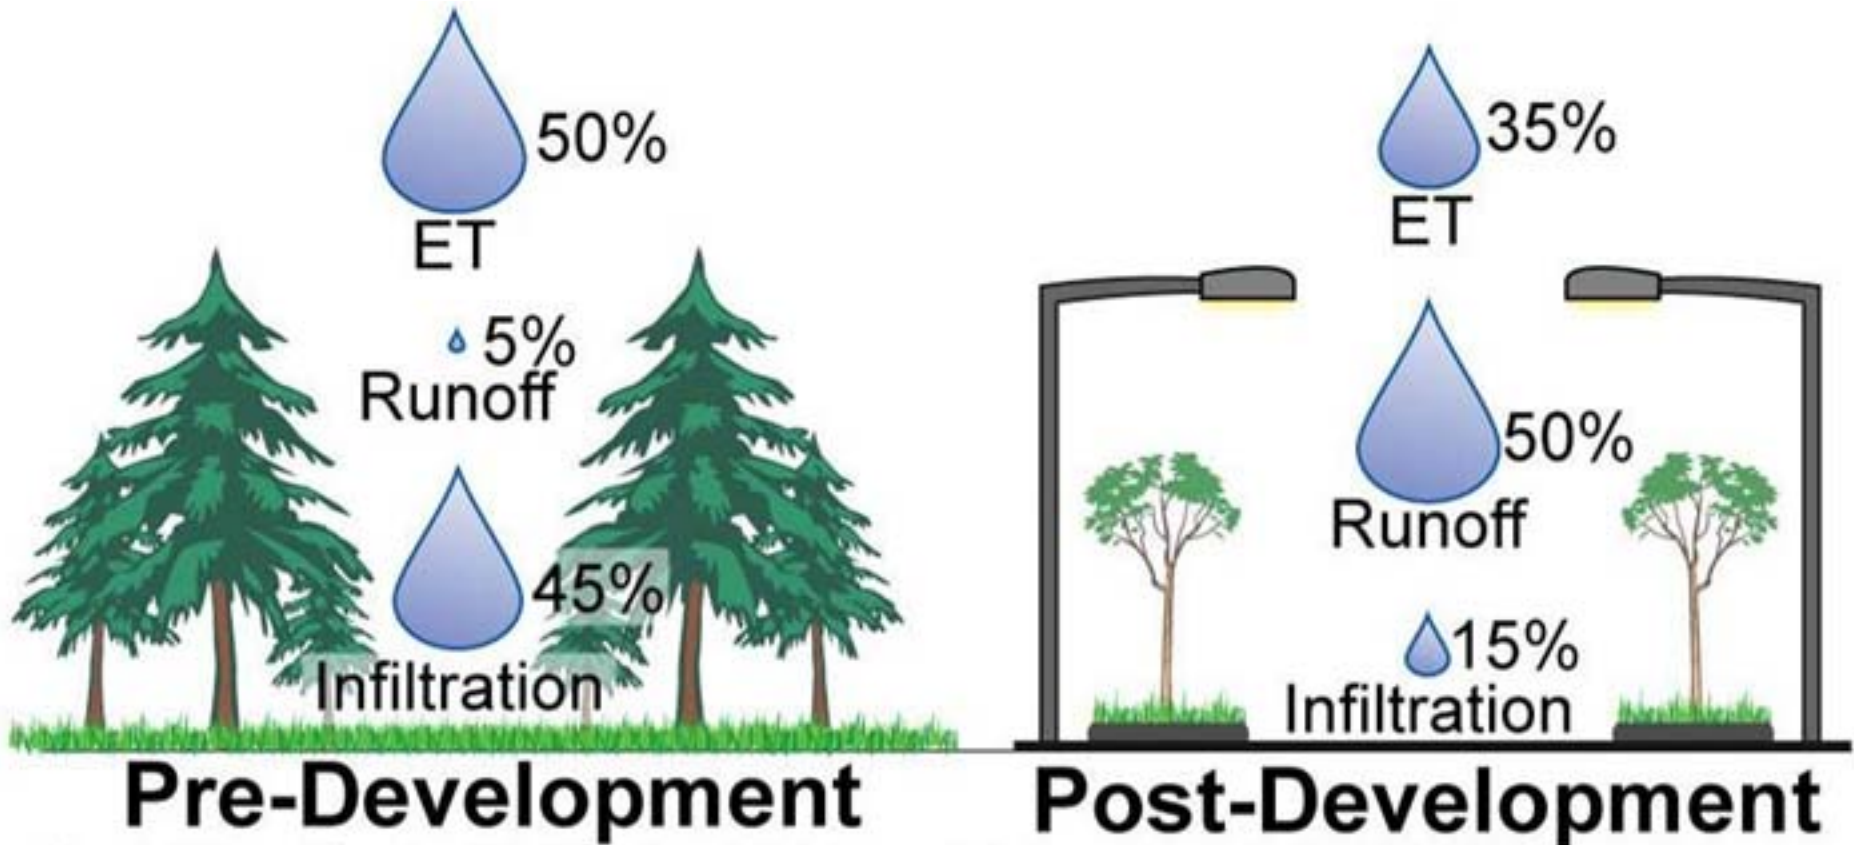 50%
ET
5%
Runoff
45%
Infiltration
Pre-Development
35%
ET
50%
Runoff
15%
Infiltration
Post-Development